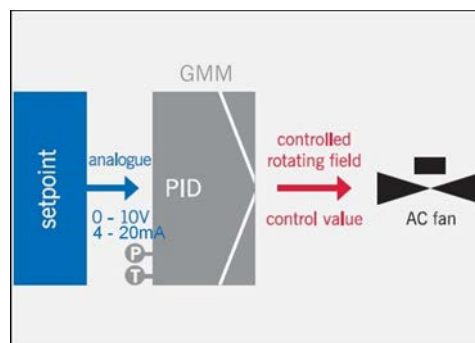 GMM
setpoint
analogue
0 - 10V
4 - 20mA
PID
P
T
controlled
rotating field
control value
AC fan